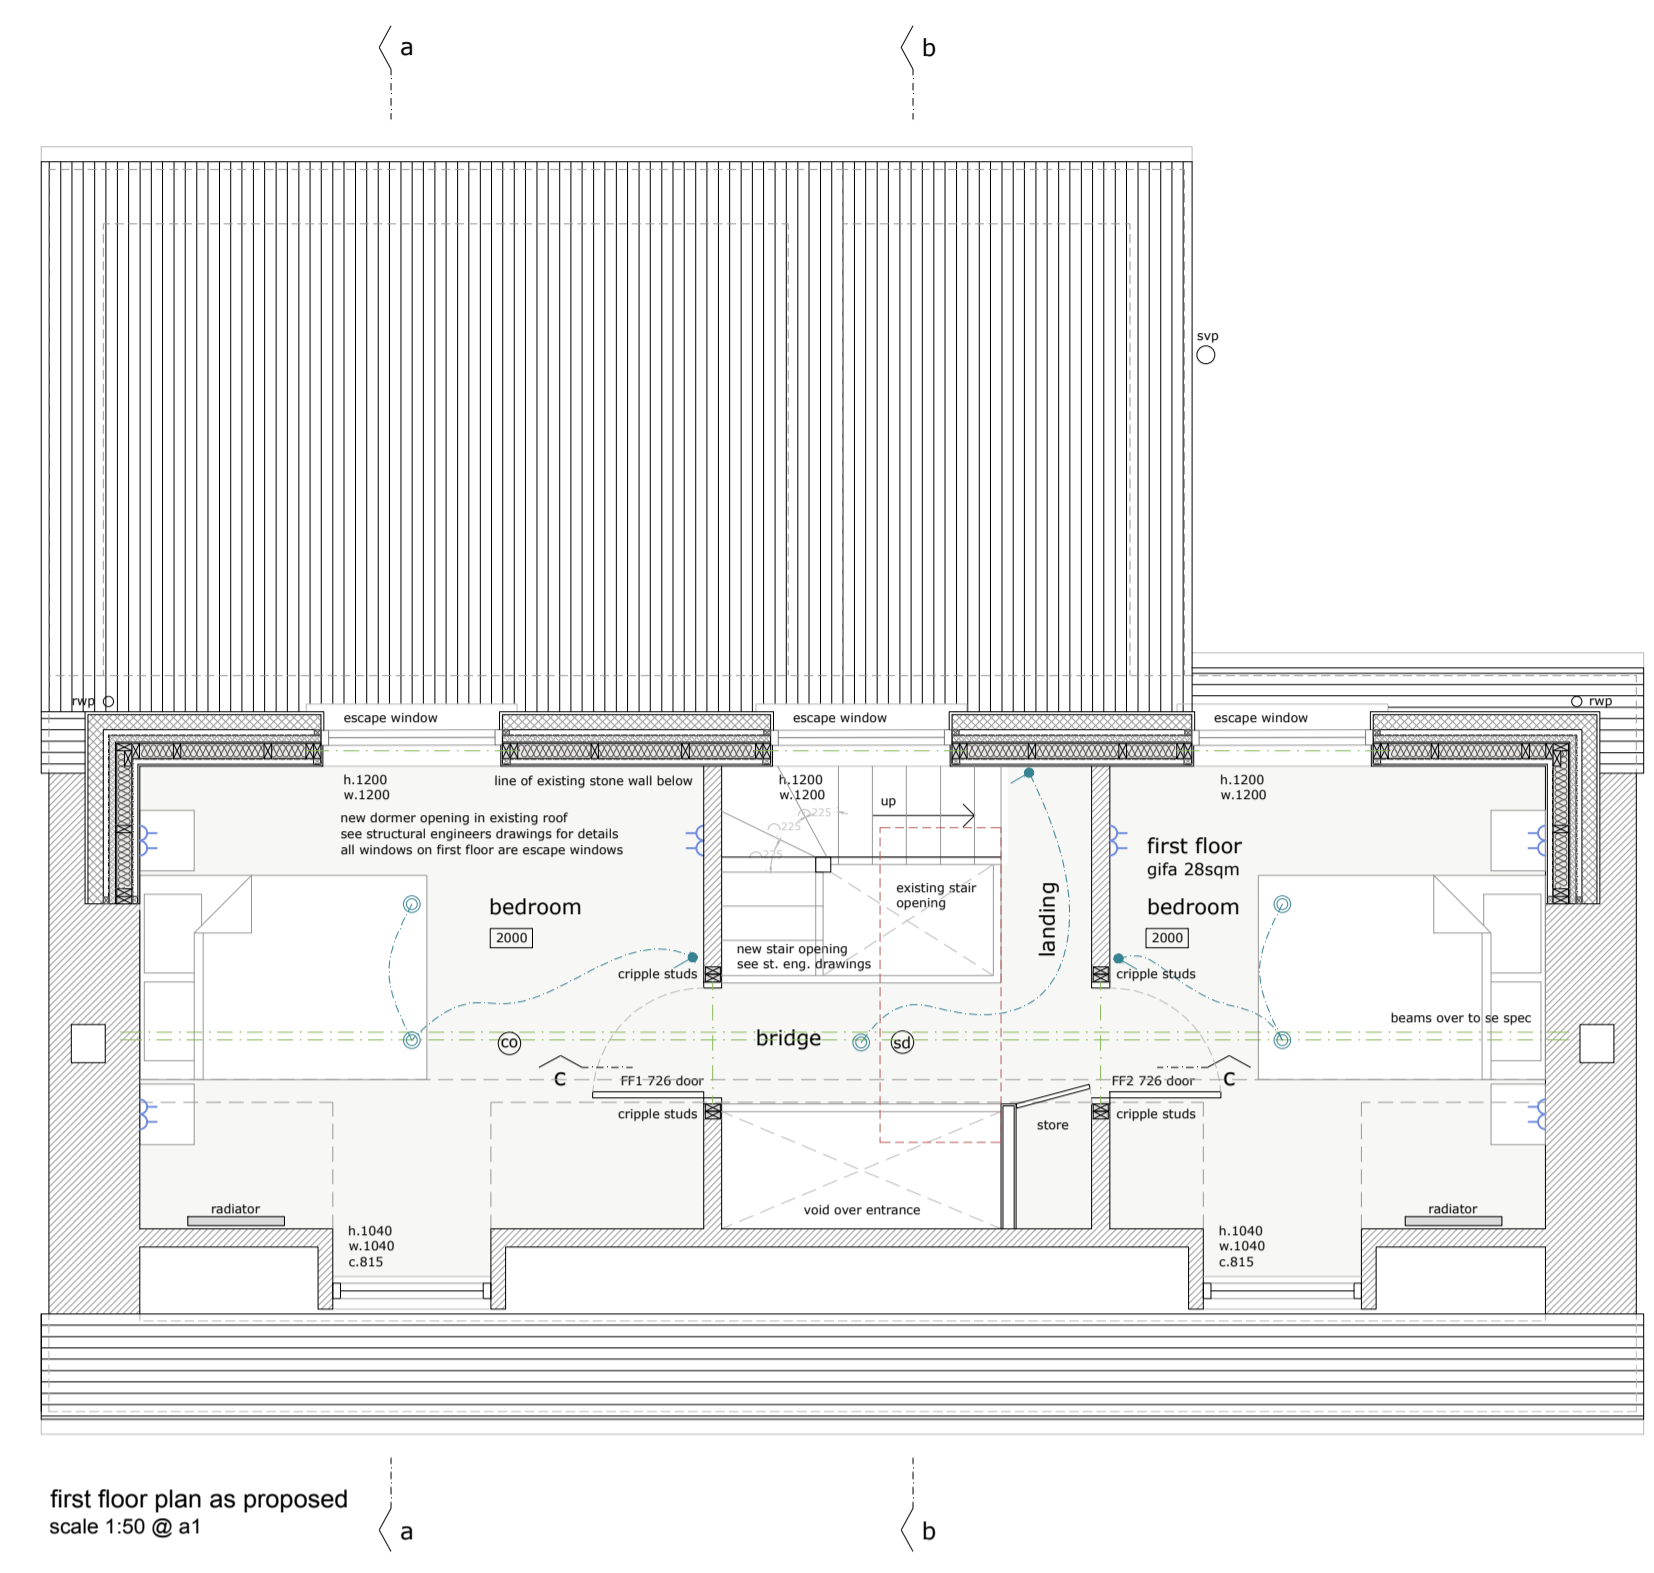 a
b
svp
rwp
escape window
escape window
escape window
rwp
h.1200
w.1200
line of existing stone wall below
new dormer opening in existing roof
see structural engineers drawings for details
all windows on first floor are escape windows
h.1200
w.1200
up
225
225
225
h.1200
w.1200
first floor
gifa 28sqm
existing stair
opening
landing
bedroom
2000
bedroom
2000
new stair opening
see st. eng. drawings
cripple studs
cripple studs
beams over to se spec
co
bridge
sd
c
c
FF1 726 door
FF2 726 door
cripple studs
cripple studs
store
radiator
void over entrance
radiator
h.1040
w.1040
c.815
h.1040
w.1040
c.815
first floor plan as proposed
scale 1:50 @ a1
a
b